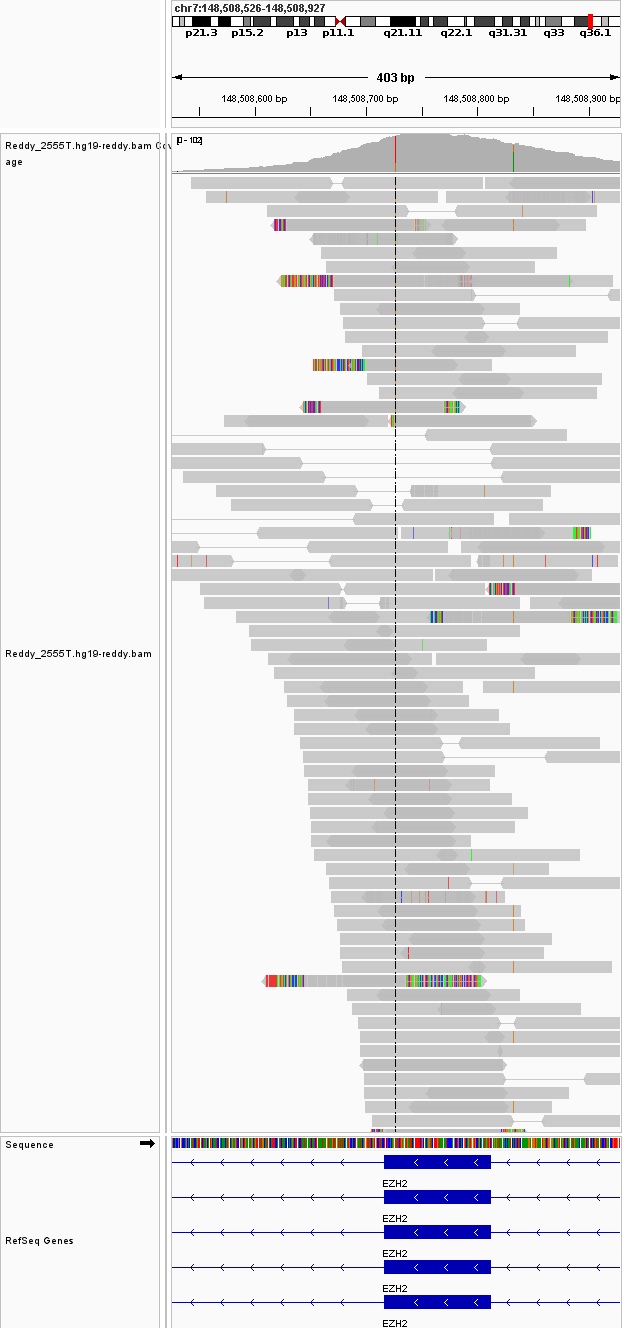 chr7:148,508,526-148,508,927
p21.3 p15.2 p13 p11.1 q21.11 q22.1 q31.31 q33 q36.1
403 bp
148,508,600 bp 148,508,700 bp 148,508,800 bp 148,508,900 bp
[0 - 102]
Reddy_2555T.hg19-reddy.bam Cov
age
Reddy_2555T.hg19-reddy.bam
Sequence
EZH2
EZH2
RefSeq Genes
EZH2
EZH2
EZH2